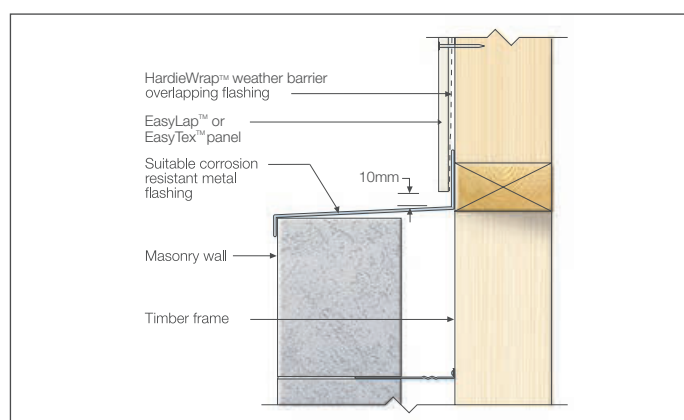 HardieWrap™ weather barrier
overlapping flashing
EasyLap™ or
EasyTex™ panel
Suitable corrosion
resistant metal
flashing
10mm
Masonry wall
Timber frame